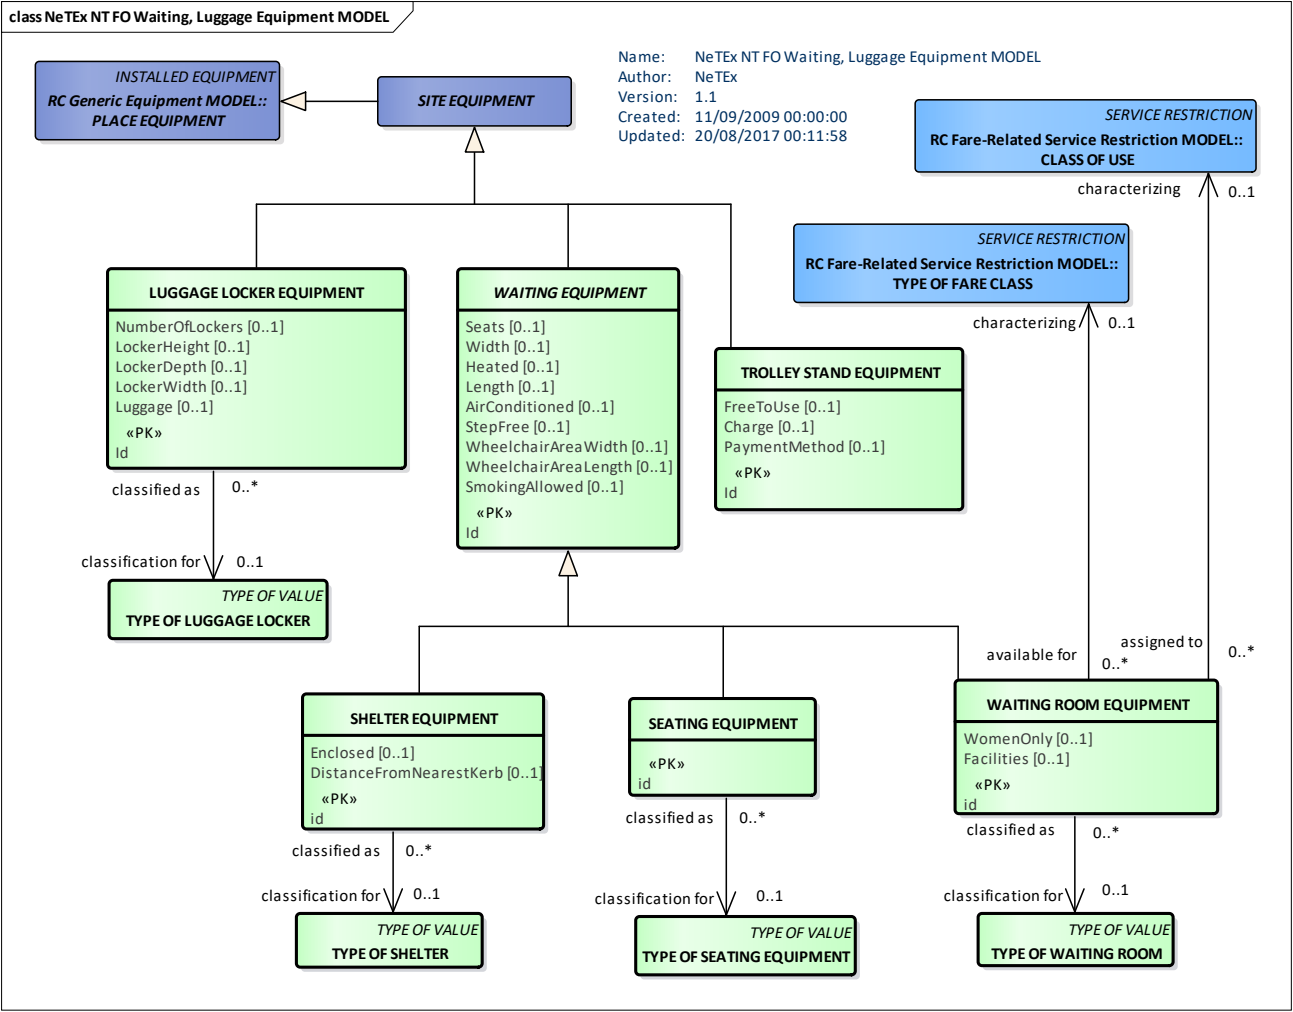 class NeTEx NT FO Waiting, Luggage Equipment MODEL
Name: NeTEx NT FO Waiting, Luggage Equipment MODEL
Author: NeTEx
Version: 1.1
Created: 11/09/2009 00:00:00
Updated: 20/08/2017 00:11:58
INSTALLED EQUIPMENT
RC Generic Equipment MODEL::
PLACE EQUIPMENT
SITE EQUIPMENT
SERVICE RESTRICTION
RC Fare-Related Service Restriction MODEL::
CLASS OF USE
characterizing
0..1
SERVICE RESTRICTION
RC Fare-Related Service Restriction MODEL::
TYPE OF FARE CLASS
characterizing
0..1
LUGGAGE LOCKER EQUIPMENT
NumberOfLockers [0..1]
LockerHeight [0..1]
LockerDepth [0..1]
LockerWidth [0..1]
Luggage [0..1]
«PK»
Id
classified as
0..*
classification for
0..1
TYPE OF VALUE
TYPE OF LUGGAGE LOCKER
WAITING EQUIPMENT
Seats [0..1]
Width [0..1]
Heated [0..1]
Length [0..1]
AirConditioned [0..1]
StepFree [0..1]
WheelchairAreaWidth [0..1]
WheelchairAreaLength [0..1]
SmokingAllowed [0..1]
«PK»
Id
TROLLEY STAND EQUIPMENT
FreeToUse [0..1]
Charge [0..1]
PaymentMethod [0..1]
«PK»
Id
available for
0..*
assigned to
0..*
SHELTER EQUIPMENT
Enclosed [0..1]
DistanceFromNearestKerb [0..1]
«PK»
id
classified as
0..*
classification for
0..1
TYPE OF VALUE
TYPE OF SHELTER
SEATING EQUIPMENT
«PK»
id
classified as
0..*
classification for
0..1
TYPE OF VALUE
TYPE OF SEATING EQUIPMENT
WAITING ROOM EQUIPMENT
WomenOnly [0..1]
Facilities [0..1]
«PK»
id
classified as
0..*
classification for
0..1
TYPE OF VALUE
TYPE OF WAITING ROOM